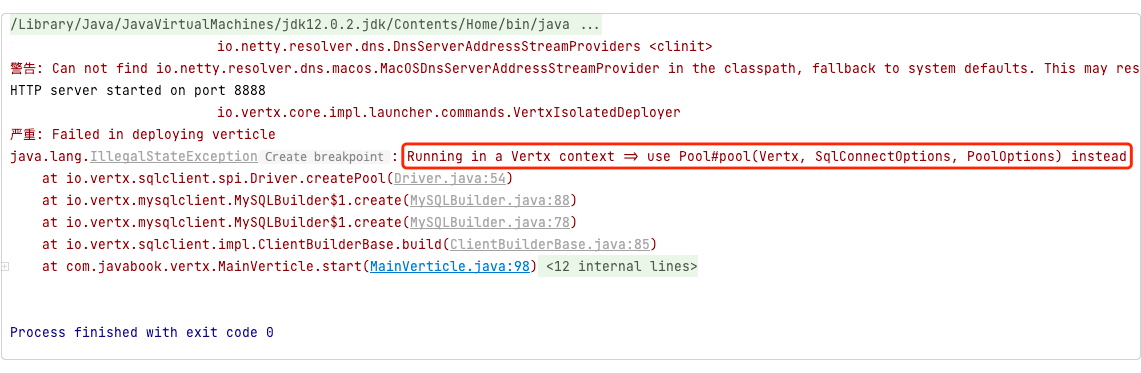 /Library/Java/JavaVirtualMachines/jdk12.0.2.jdk/Contents/Home/bin/java ...
io.netty.resolver.dns.DnsServerAddressStreamProviders <clinit>
警告: Can not find io.netty.resolver.dns.macos.MacOSDnsServerAddressStreamProvider in the classpath, fallback to system defaults. This may res
HTTP server started on port 8888
io.vertx.core.impl.launcher.commands.VertxIsolatedDeployer
严重: Failed in deploying verticle
java.lang.IllegalStateException Create breakpoint : Running in a Vertx context => use Pool#pool(Vertx, SqlConnectOptions, PoolOptions) instead
at io.vertx.sqlclient.spi.Driver.createPool(Driver.java:54)
at io.vertx.mysqlclient.MySQLBuilder$1.create(MySQLBuilder.java:88)
at io.vertx.mysqlclient.MySQLBuilder$1.create(MySQLBuilder.java:78)
at io.vertx.sqlclient.impl.ClientBuilderBase.build(ClientBuilderBase.java:85)
at com.javabook.vertx.MainVerticle.start(MainVerticle.java:98) <12 internal lines>
Process finished with exit code 0